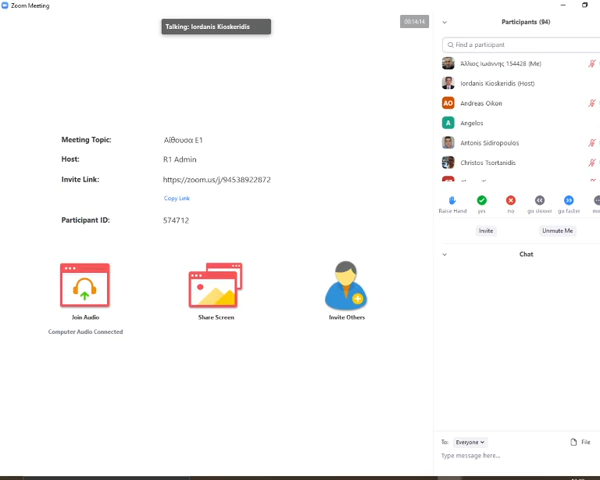 Zoom Meeting
Talking: Iordanis Kioskeridis
00:14:14
Meeting Topic: Αίθουσα Ε1
Host: R1 Admin
Invite Link: https://zoom.us/j/94538922872
Copy Link
Participant ID: 574712
Join Audio
Share Screen
Invite Others
Computer Audio Connected
Participants (94)
Find a participant
Άλλιος Ιωάννης 154428 (Me)
Iordanis Kioskeridis (Host)
AO Andreas Oikon
A Angelos
Antonis Sidiropoulos
Christos Tsortanidis
Raise Hand yes no go slower go faster
Invite Unmute Me
Chat
To: Everyone File
Type message here...